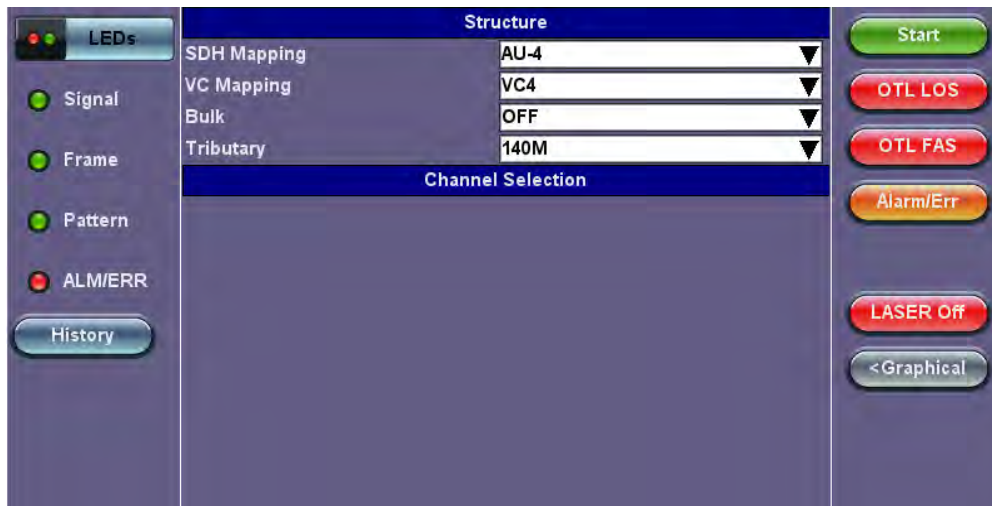 LEDs
Signal
Frame
Pattern
ALM/ERR
History
Structure
SDH Mapping AU-4
VC Mapping VC4
Bulk OFF
Tributary 140M
Channel Selection
Start
OTL LOS
OTL FAS
Alarm/Err
LASER Off
<Graphical